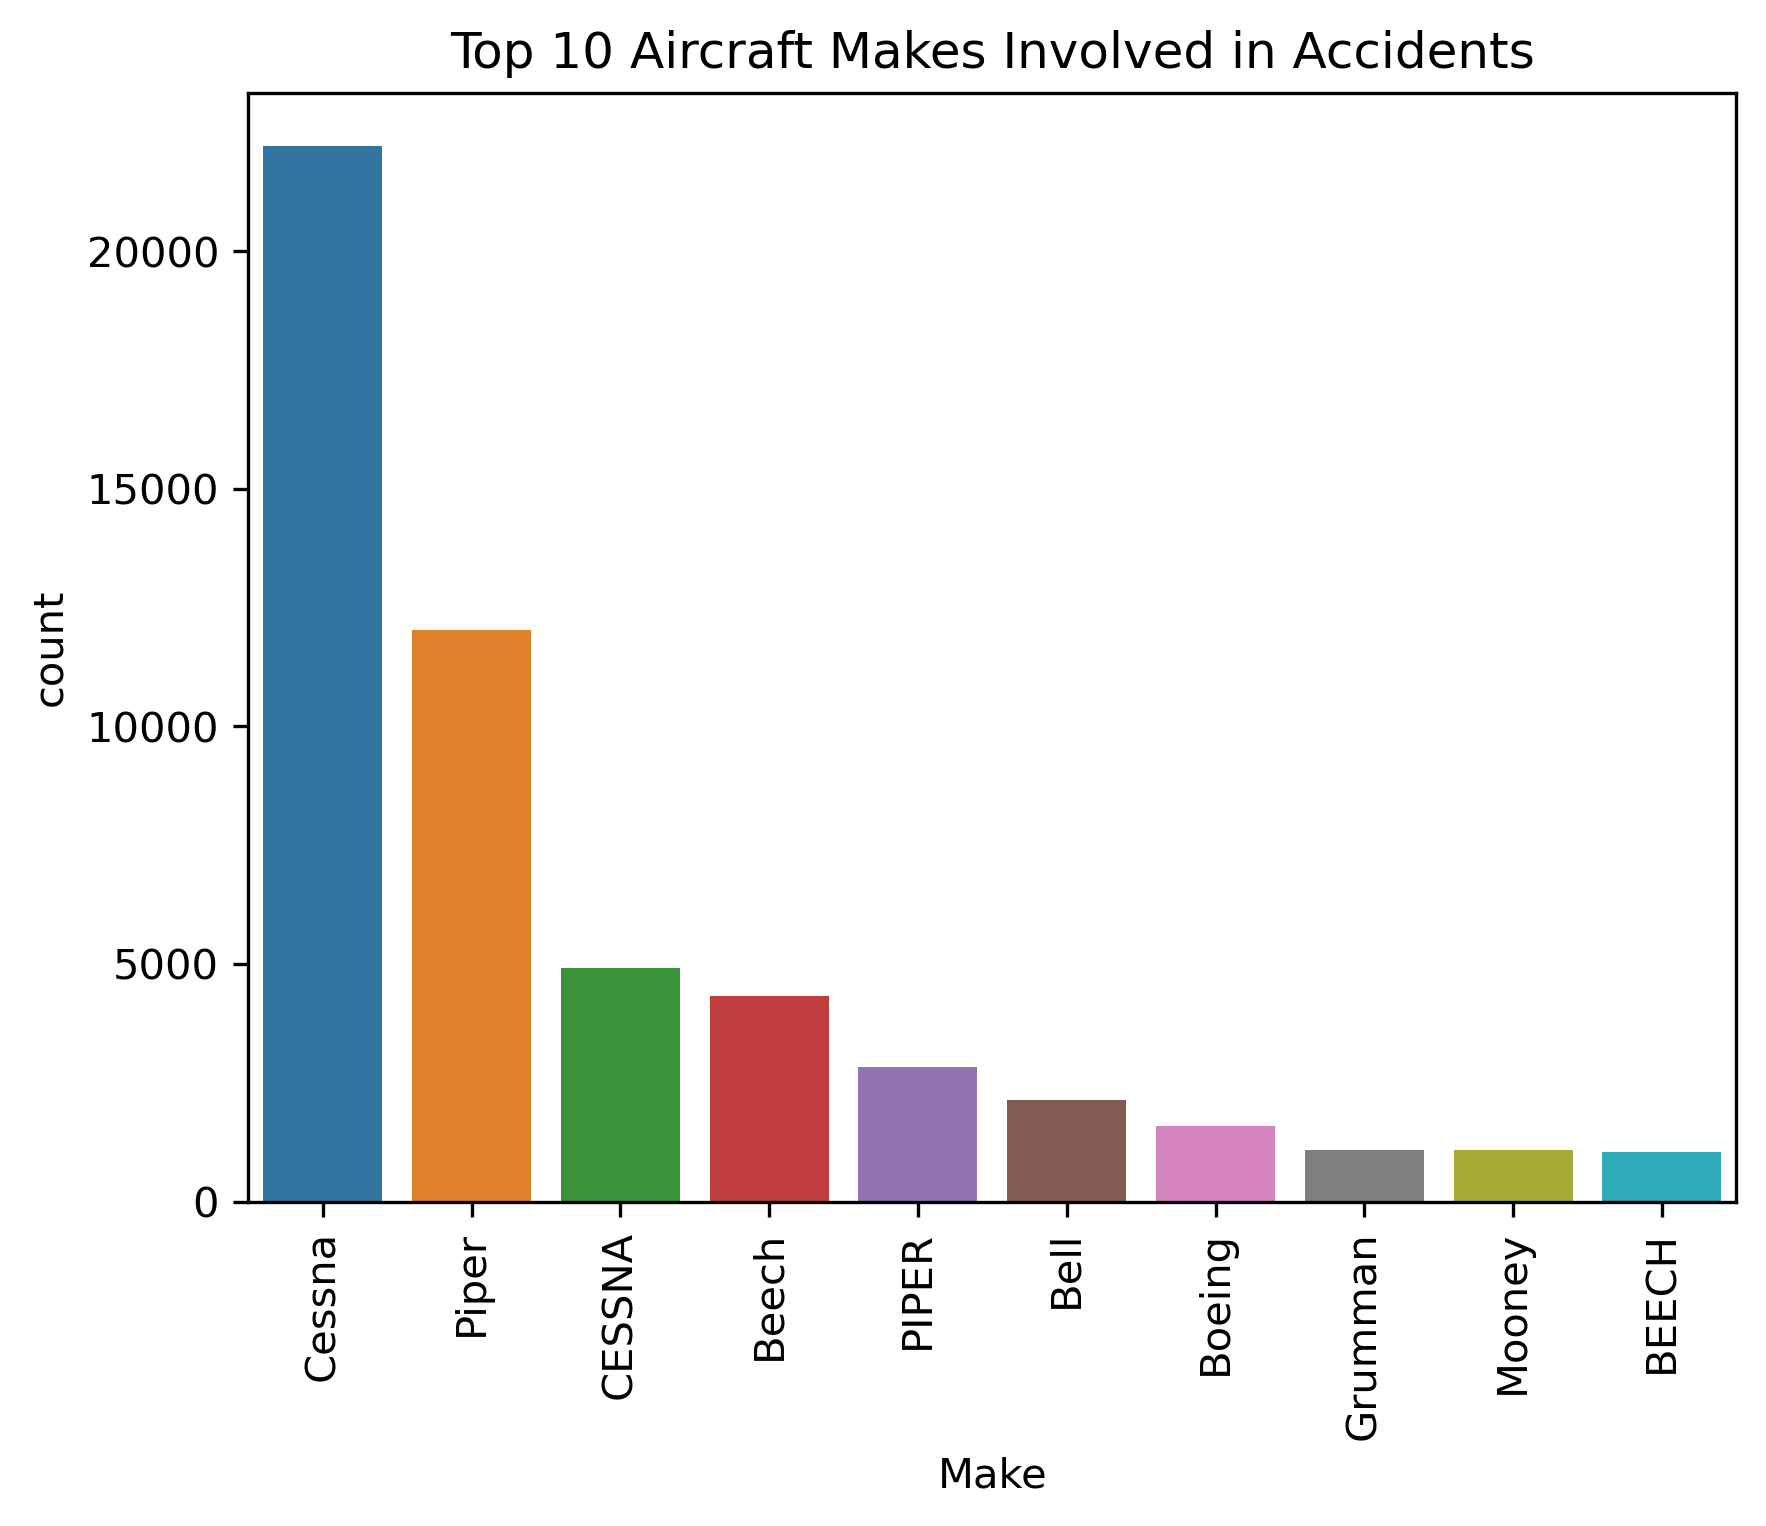 Top 10 Aircraft Makes Involved in Accidents
count
20000
15000
10000
5000
0
Cessna
Piper
CESSNA
Beech
PIPER
Bell
Boeing
Grumman
Mooney
BEECH
Make